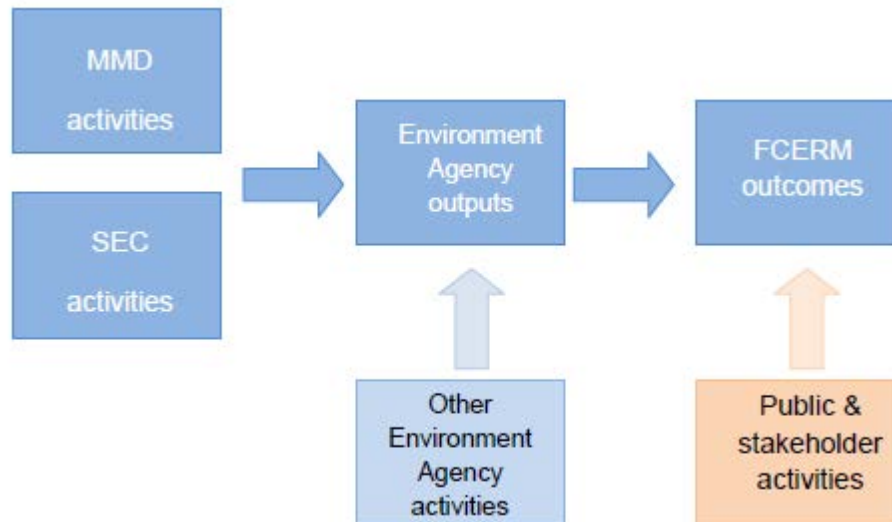 MMD
activities
SEC
activities
Environment
Agency
outputs
FCERM
outcomes
Other
Environment
Agency
activities
Public &
stakeholder
activities